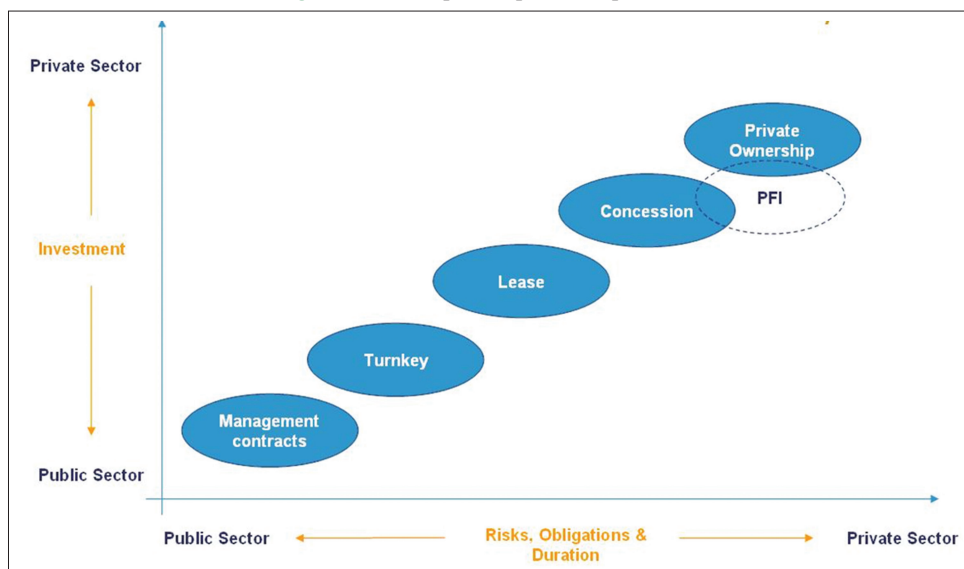 Private Sector
Private
Ownership
PFI
Concession
Investment
Lease
Turnkey
Management
contracts
Public Sector
Public Sector
Risks, Obligations &
Duration
Private Sector